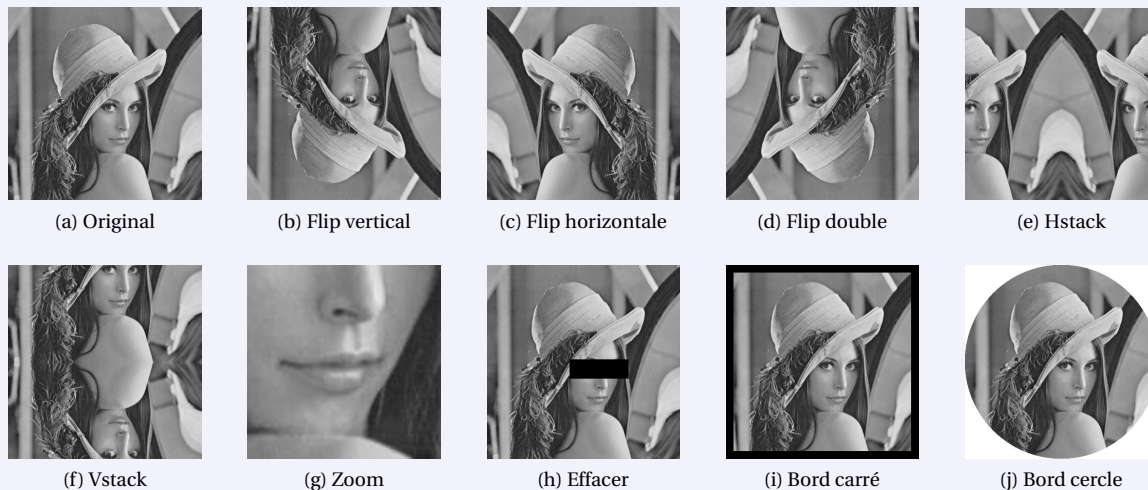 (a) Original
(b) Flip vertical
(c) Flip horizontale
(d) Flip double
(e) Hstack
(f) Vstack
(g) Zoom
(h) Effacer
(i) Bord carré
(j) Bord cercle